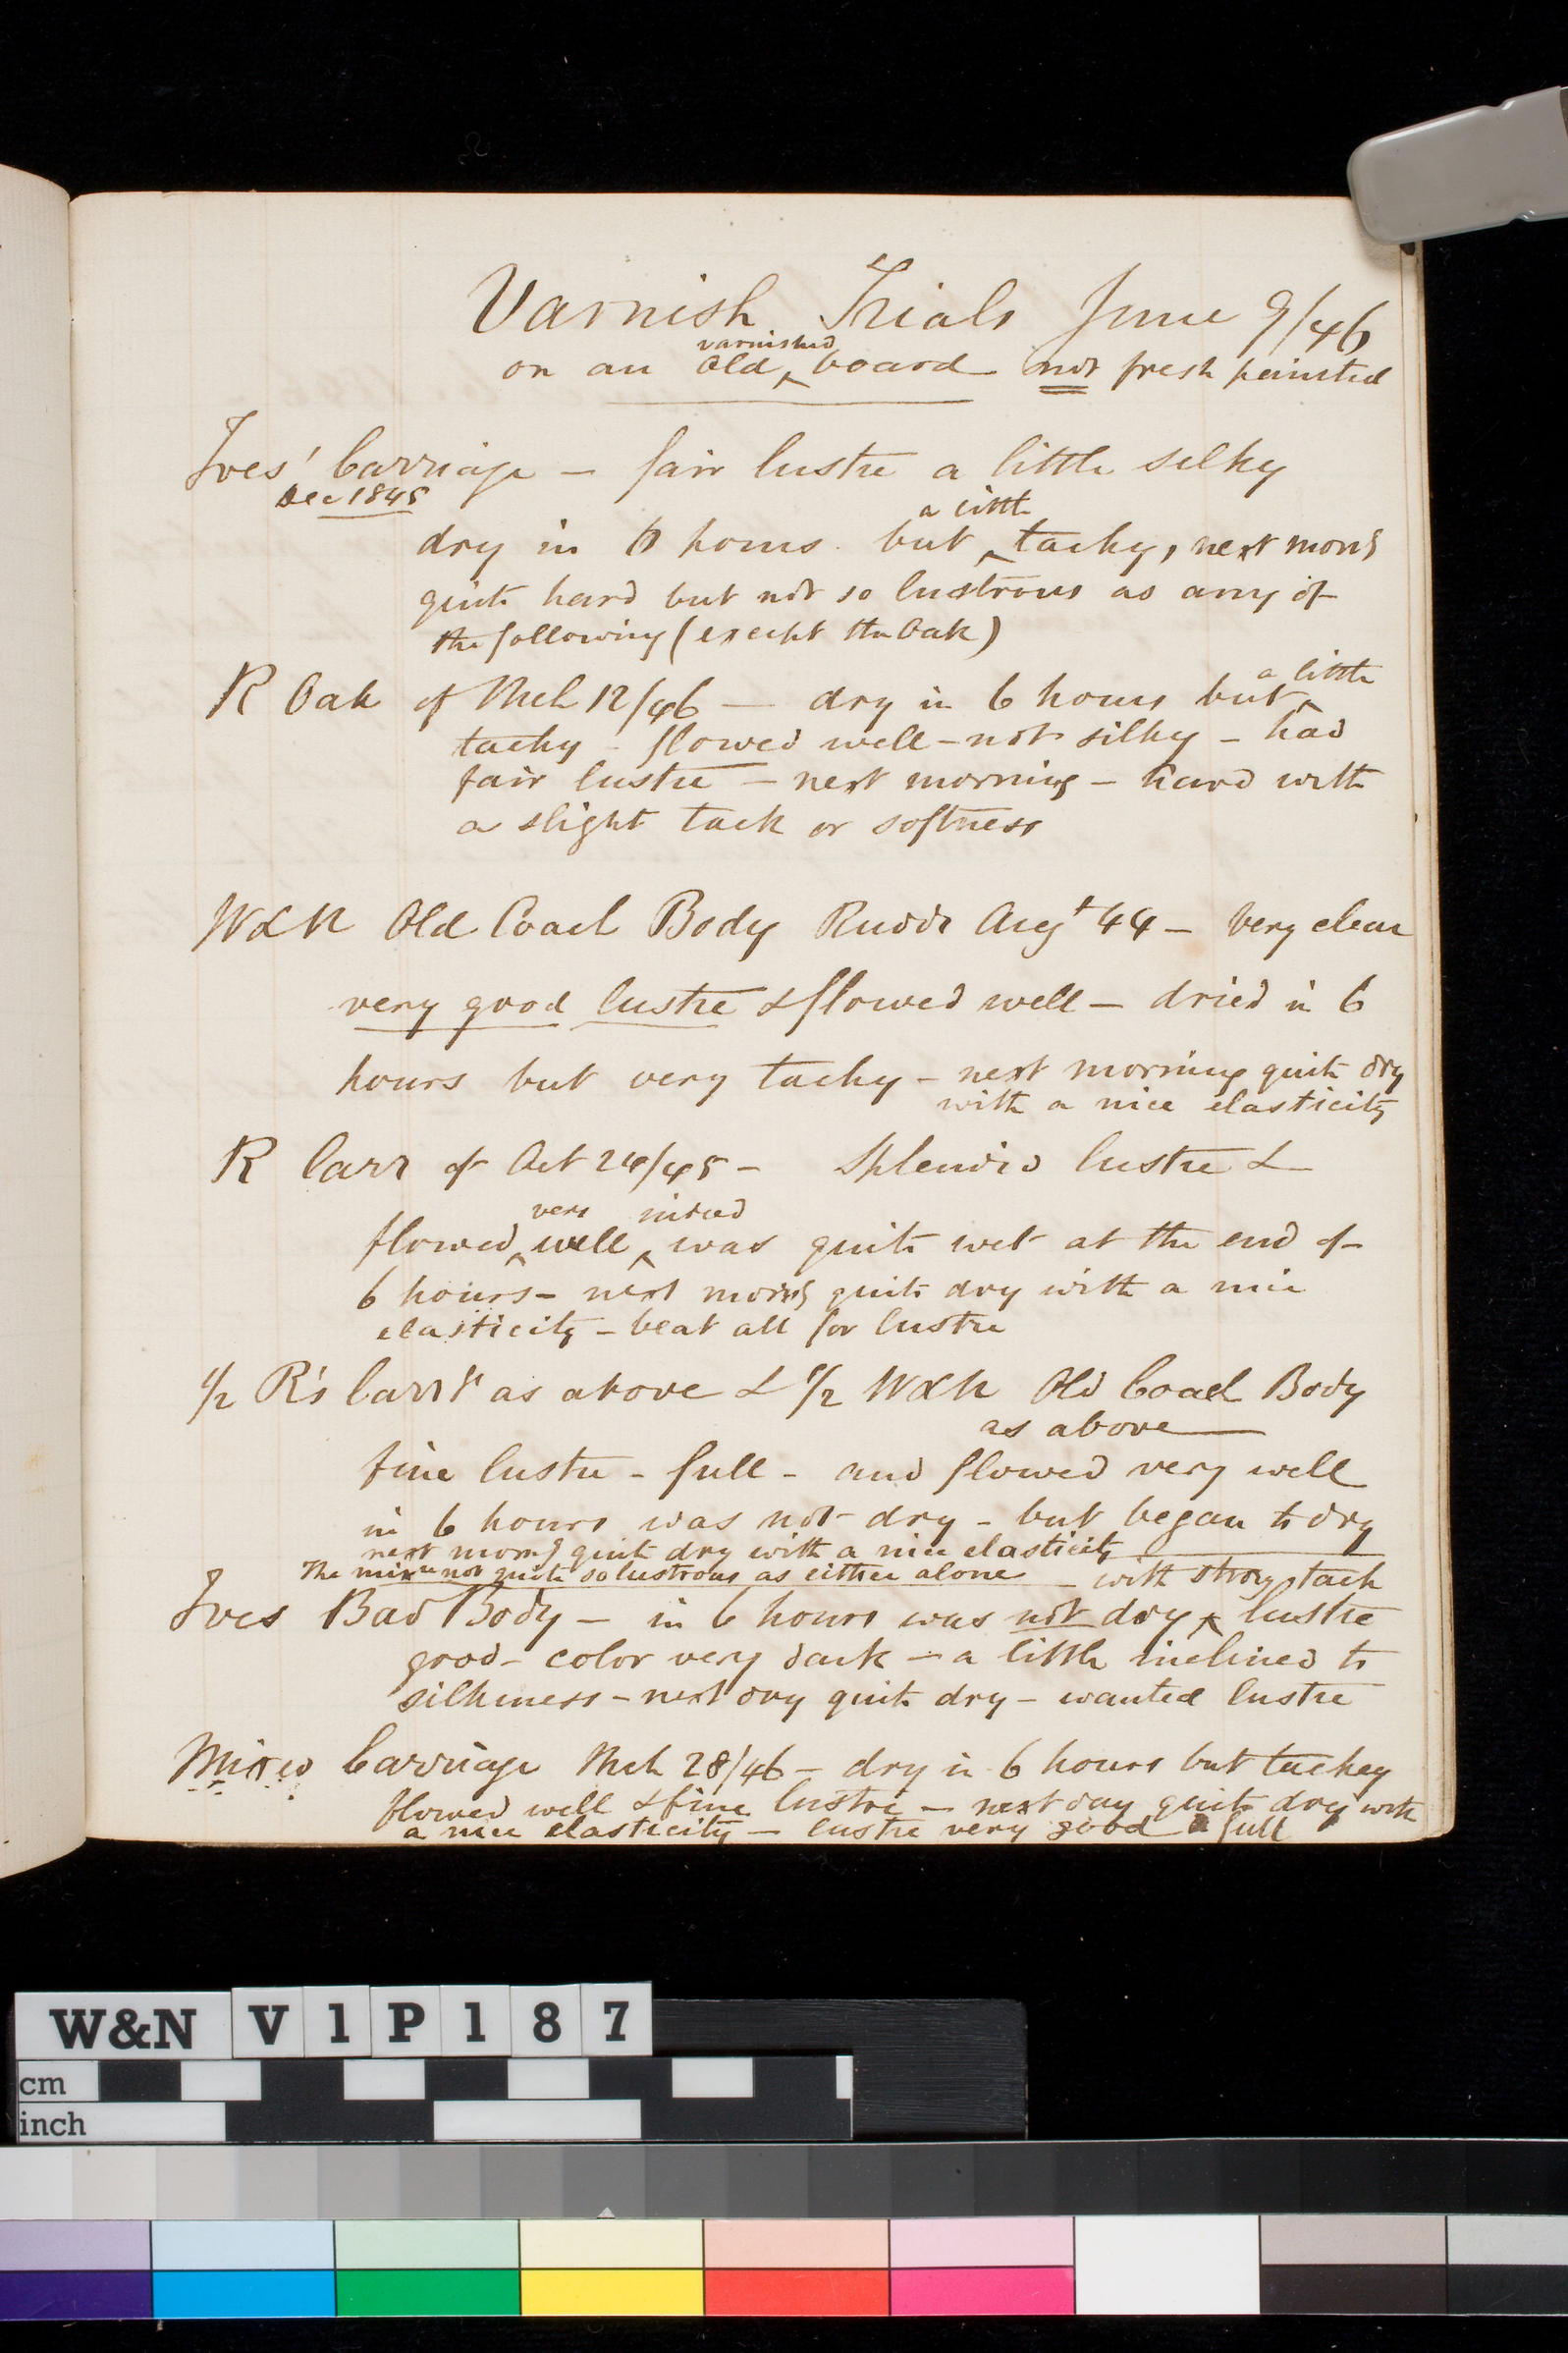 Varnish Trials June 9/46
on an Old varnished board not fresh painted
Ives' Carriage — fair lustre a little silky
Dec 1845
dry in 6 hours. but a little tacky, next morng
quite hard but not so lustrous as any of
the following (except the Oak)
R Oak of Mch 12/46 — dry in 6 hours but a little
tacky - flowed well - not silky - had
fair lustre — next morning — hard with
a slight tack or softness
W&N Old Coach Body Rudds Augt 44 — very clear
very good lustre & flowed well — dried in 6
hours but very tacky - next morning quite dry
with a nice elasticity
R Carr of Oct 24/45 - Splendid lustre &
flowed very well indeed was quite wet at the end of
6 hours - next morng quite dry with a nice
elasticity - beat all for lustre
1/2 R's Carr as above & 1/2 W&N Old Coach Body
as above
fine lustre - full - and flowed very well
in 6 hours was not dry - but began to dry
next morng quite dry with a nice elasticity
The mixre not quite so lustrous as either alone
Ives Bad Body — in 6 hours was not dry - with strong tack lustre
good - color very dark - a little inclined to
silkiness - next day quite dry - wanted lustre
Mixed Carriage Mch 28/46 — dry in 6 hours but tackey
flowed well & fine lustre — next day quite dry with
a nice elasticity — lustre very good & full
W&N V1P187
cm
inch